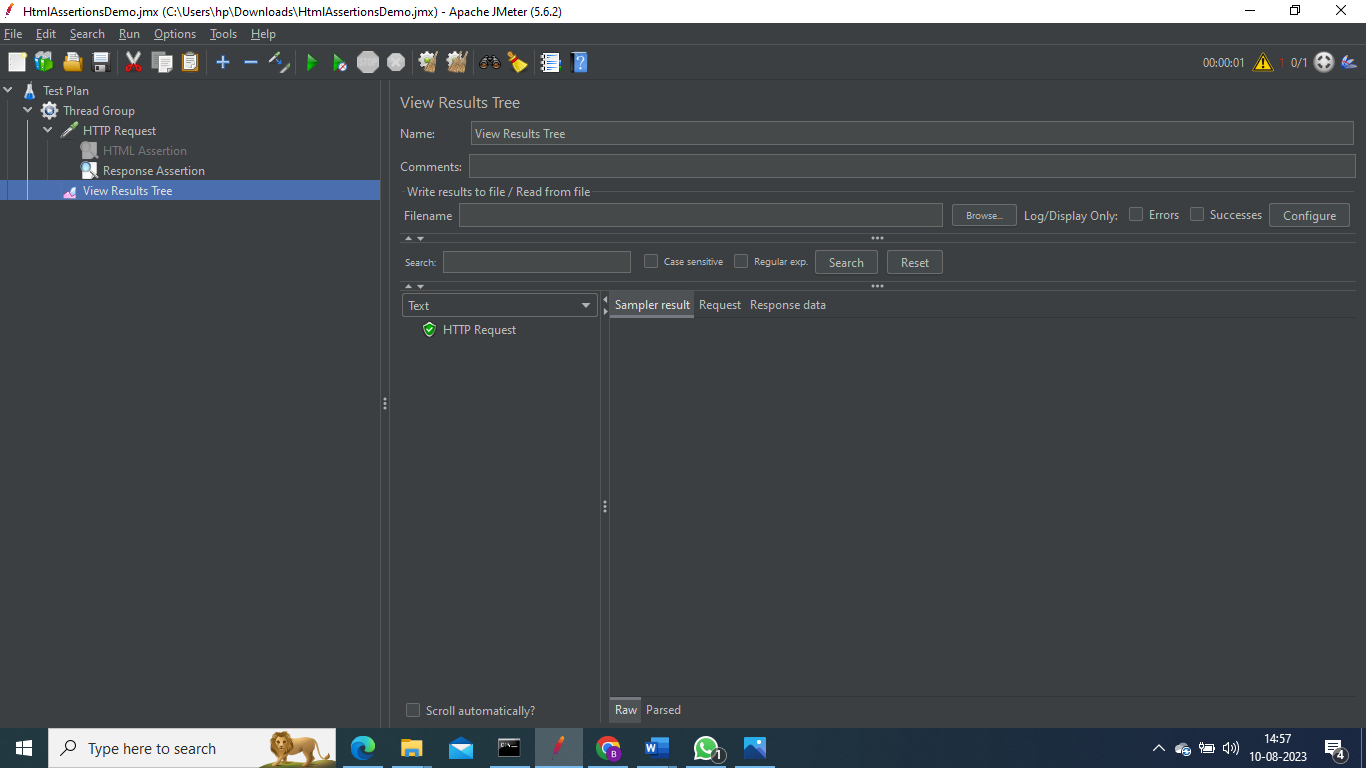 HtmlAssertionsDemo.jmx (C:\Users\hp\Downloads\HtmlAssertionsDemo.jmx) - Apache JMeter (5.6.2)
File Edit Search Run Options Tools Help
STOP 00:00:01 1 0/1
Test Plan
Thread Group
HTTP Request
HTML Assertion
Response Assertion
View Results Tree
View Results Tree
Name: View Results Tree
Comments:
Write results to file / Read from file
Filename Browse... Log/Display Only: Errors Successes Configure
Search: Case sensitive Regular exp. Search Reset
Text Sampler result Request Response data
HTTP Request
Scroll automatically? Raw Parsed
Type here to search
B
W
1
14:57
10-08-2023
4